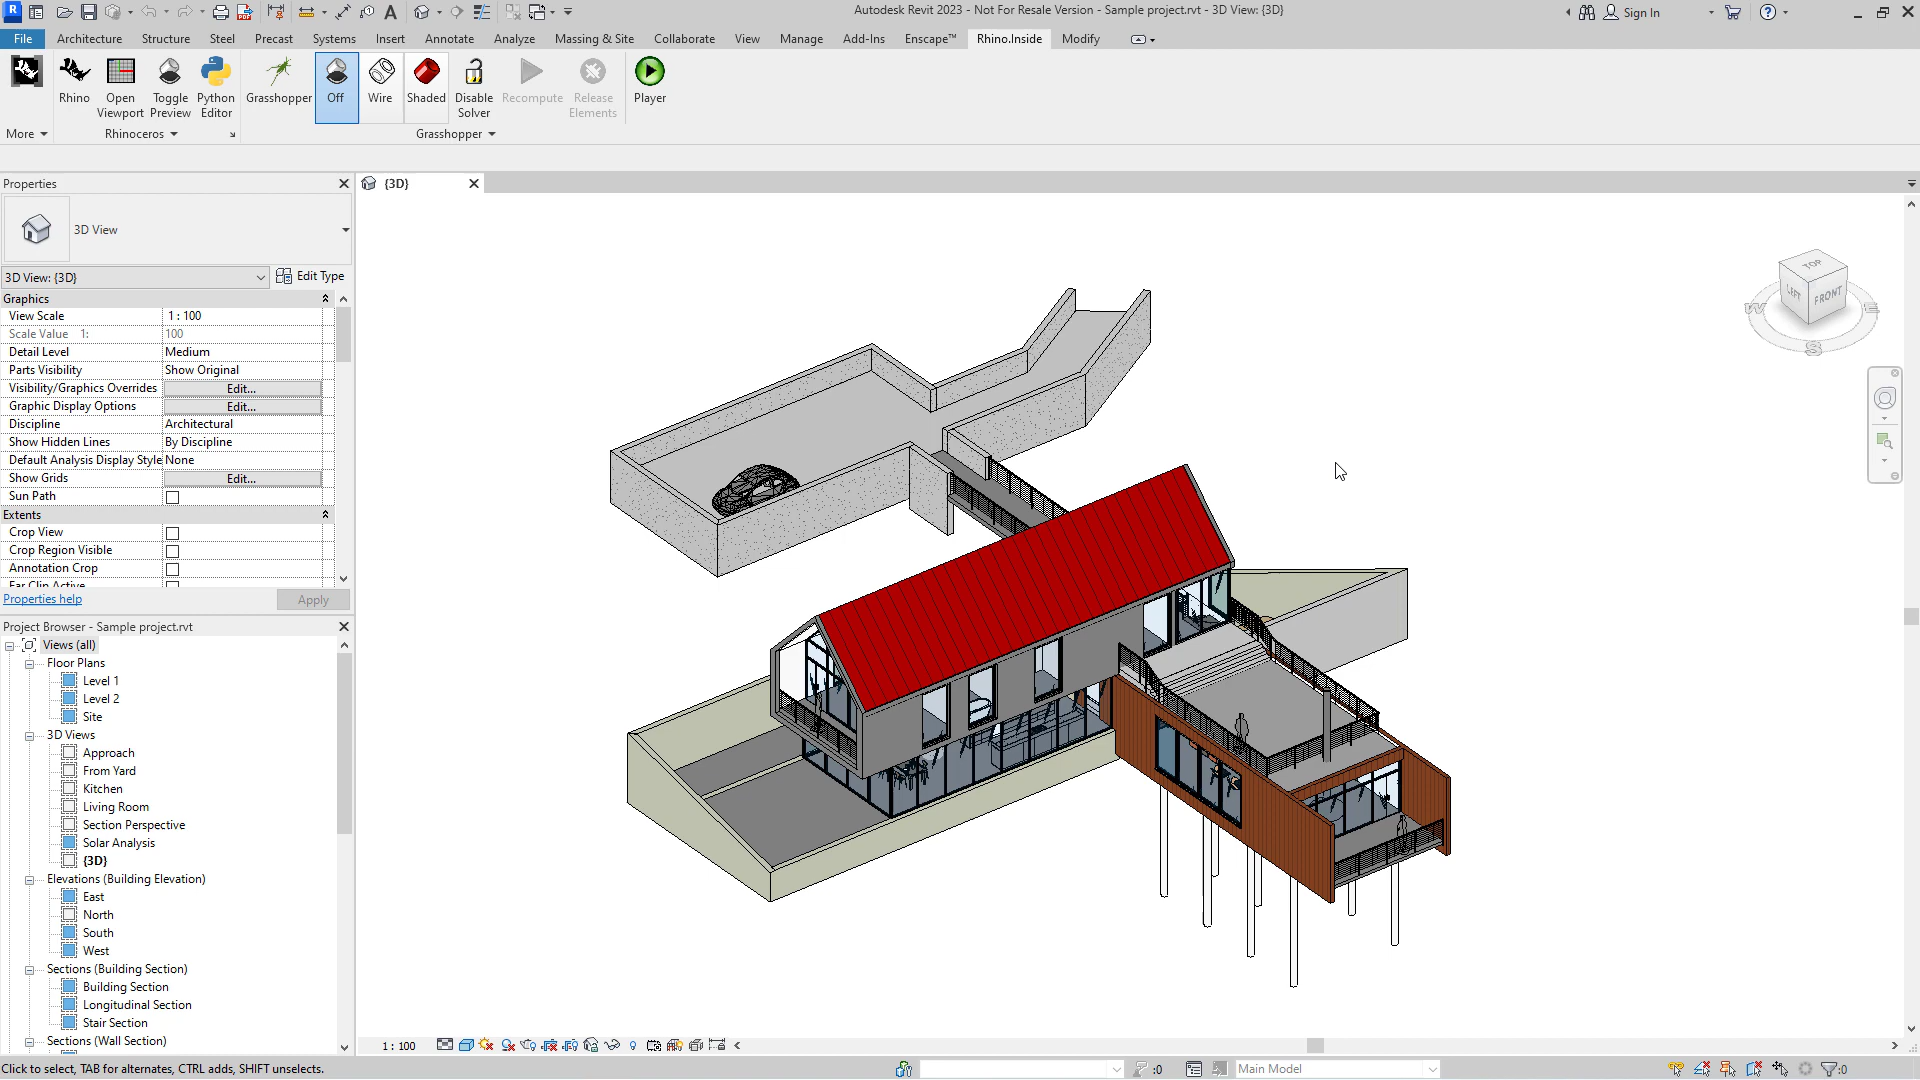 Autodesk Revit 2023 - Not For Resale Version - Sample project.rvt - 3D View: {3D}
Sign In
File Architecture Structure Steel Precast Systems Insert Annotate Analyze Massing & Site Collaborate View Manage Add-Ins Enscape™ Rhino.Inside Modify
Rhino
Open Viewport
Toggle Preview
Python Editor
Grasshopper
Off
Wire
Shaded
Disable Solver
Recompute
Release Elements
Player
More
Rhinoceros
Grasshopper
Properties
{3D}
3D View
3D View: {3D}
Edit Type
Graphics
View Scale 1 : 100
Scale Value 1: 100
Detail Level Medium
Parts Visibility Show Original
Visibility/Graphics Overrides Edit...
Graphic Display Options Edit...
Discipline Architectural
Show Hidden Lines By Discipline
Default Analysis Display Style None
Show Grids Edit...
Sun Path
Extents
Crop View
Crop Region Visible
Annotation Crop
Far Clip Active
Properties help
Apply
Project Browser - Sample project.rvt
Views (all)
Floor Plans
Level 1
Level 2
Site
3D Views
Approach
From Yard
Kitchen
Living Room
Section Perspective
Solar Analysis
{3D}
Elevations (Building Elevation)
East
North
South
West
Sections (Building Section)
Building Section
Longitudinal Section
Stair Section
Sections (Wall Section)
TOP
LEFT
FRONT
W
E
S
1 : 100
Click to select, TAB for alternates, CTRL adds, SHIFT unselects.
:0
Main Model
:0